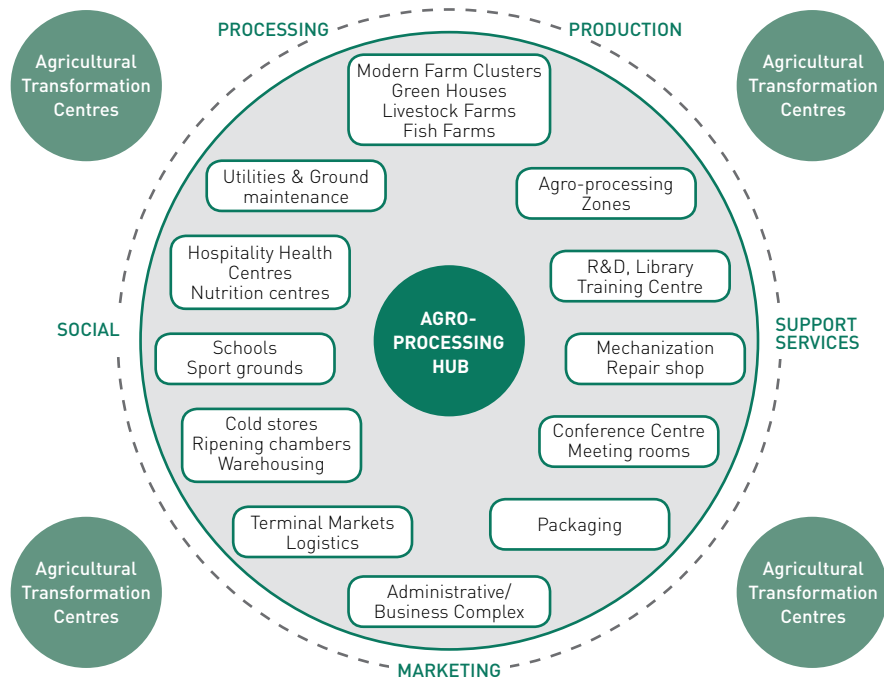 PROCESSING
PRODUCTION
Agricultural
Transformation
Centres
Agricultural
Transformation
Centres
Modern Farm Clusters
Green Houses
Livestock Farms
Fish Farms
Utilities & Ground
maintenance
Agro-processing
Zones
Hospitality Health
Centres
Nutrition centres
R&D, Library
Training Centre
AGRO-
PROCESSING
HUB
SOCIAL
SUPPORT
SERVICES
Schools
Sport grounds
Mechanization
Repair shop
Cold stores
Ripening chambers
Warehousing
Conference Centre
Meeting rooms
Terminal Markets
Logistics
Packaging
Agricultural
Transformation
Centres
Agricultural
Transformation
Centres
Administrative/
Business Complex
MARKETING